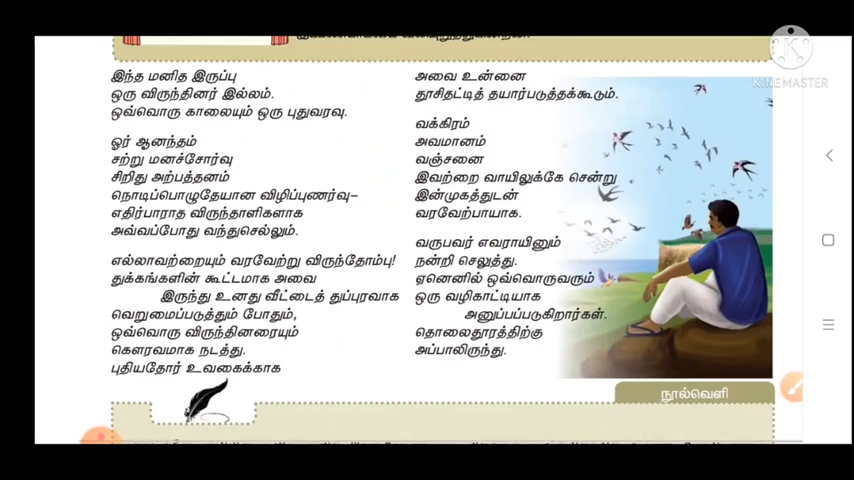 இந்த மனித இருப்பு
ஒரு விருந்தினர் இல்லம்.
ஒவ்வொரு காலையும் ஒரு புதுவரவு.
ஓர் ஆனந்தம்
சற்று மனச்சோர்வு
சிறிது அற்பத்தனம்
நொடிப்பொழுதேயான விழிப்புணர்வு–
எதிர்பாராத விருந்தாளிகளாக
அவ்வப்போது வந்துசெல்லும்.
எல்லாவற்றையும் வரவேற்று விருந்தோம்பு!
துக்கங்களின் கூட்டமாக அவை
இருந்து உனது வீட்டைத் துப்புரவாக
வெறுமைப்படுத்தும் போதும்,
ஒவ்வொரு விருந்தினரையும்
கௌரவமாக நடத்து.
புதியதோர் உவகைக்காக
அவை உன்னை
தூசிதட்டித் தயார்படுத்தக்கூடும்.
வக்கிரம்
அவமானம்
வஞ்சனை
இவற்றை வாயிலுக்கே சென்று
இன்முகத்துடன்
வரவேற்பாயாக.
வருபவர் எவராயினும்
நன்றி செலுத்து.
ஏனெனில் ஒவ்வொருவரும்
ஒரு வழிகாட்டியாக
அனுப்பப்படுகிறார்கள்.
தொலைதூரத்திற்கு
அப்பாலிருந்து.
நூல்வெளி
KINEMASTER